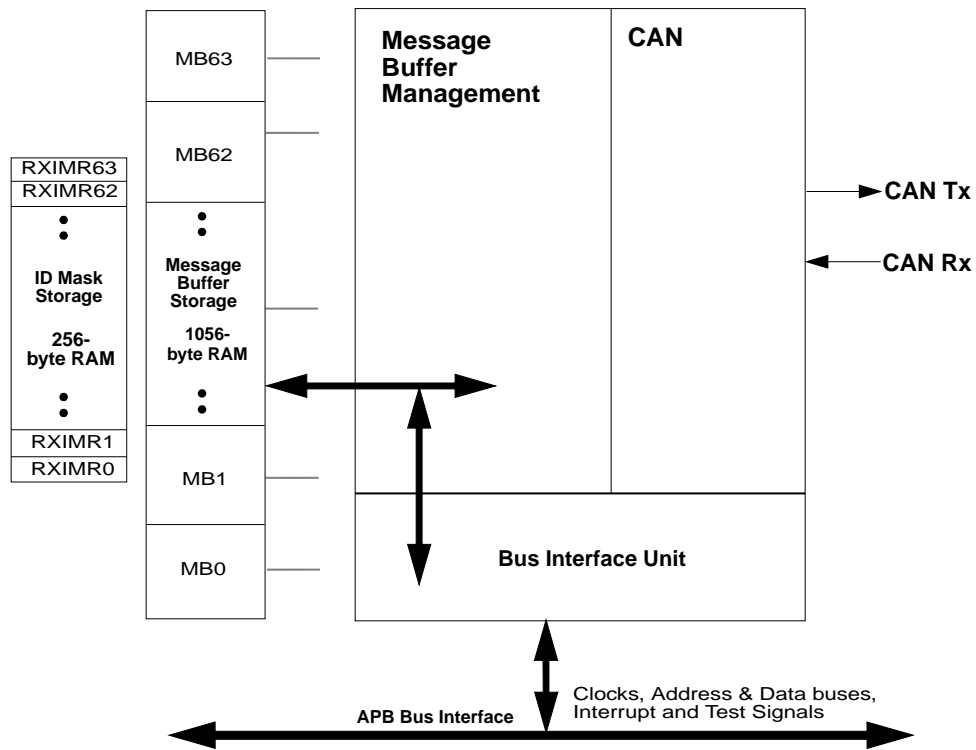 RXIMR63
RXIMR62
ID Mask
Storage
256-
byte RAM
RXIMR1
RXIMR0
MB63
MB62
Message
Buffer
Storage
1056-
byte RAM
MB1
MB0
Message
Buffer
Management
CAN
CAN Tx
CAN Rx
Bus Interface Unit
APB Bus Interface
Clocks, Address & Data buses,
Interrupt and Test Signals